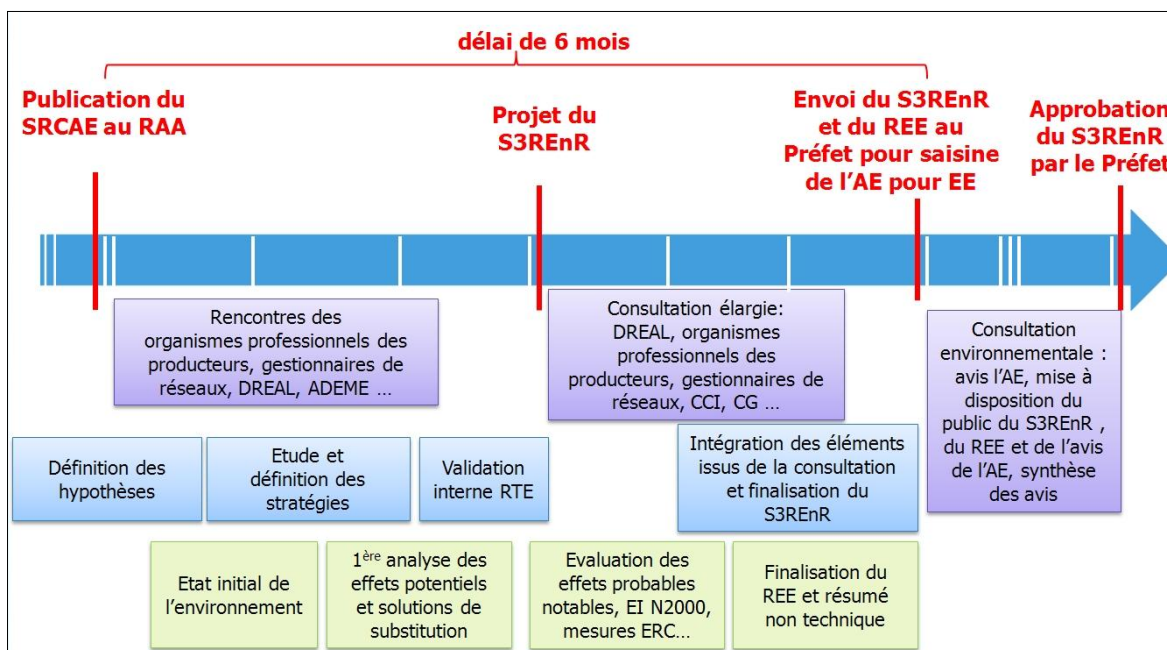 délai de 6 mois
Publication du
SRCAE au RAA
Projet du
S3REnR
Envoi du S3REnR
et du REE au
Préfet pour saisine
de l'AE pour EE
Approbation
du S3REnR
par le Préfet
Rencontres des
organismes professionnels des
producteurs, gestionnaires de
réseaux, DREAL, ADEME ...
Consultation élargie:
DREAL, organismes
professionnels des
producteurs, gestionnaires de
réseaux, CCI, CG ...
Consultation
environnementale :
avis l'AE, mise à
disposition du
public du S3REnR ,
du REE et de l'avis
de l'AE, synthèse
des avis
Définition des
hypothèses
Etude et
définition des
stratégies
Validation
interne RTE
Intégration des éléments
issus de la consultation
et finalisation du
S3REnR
Etat initial de
l'environnement
1ère analyse des
effets potentiels
et solutions de
substitution
Evaluation des
effets probables
notables, EI N2000,
mesures ERC...
Finalisation du
REE et résumé
non technique